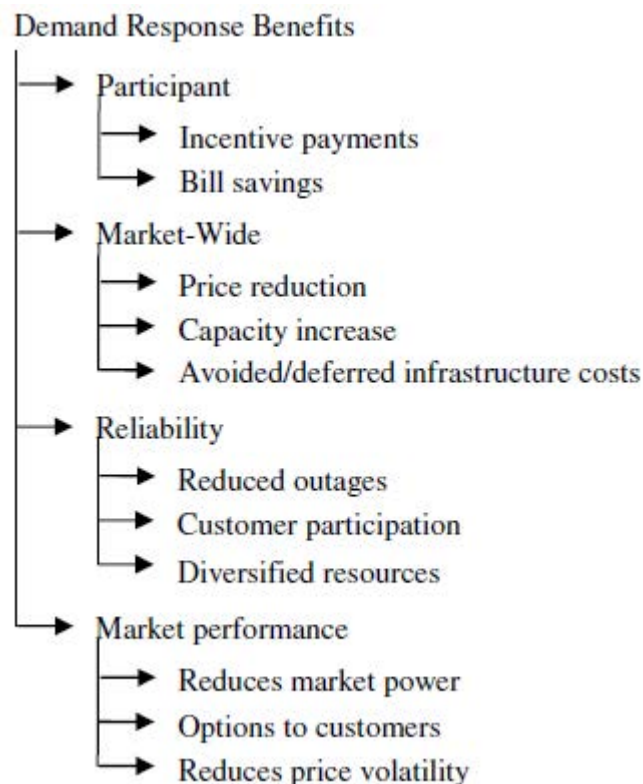 Demand Response Benefits
Participant
Incentive payments
Bill savings
Market-Wide
Price reduction
Capacity increase
Avoided/deferred infrastructure costs
Reliability
Reduced outages
Customer participation
Diversified resources
Market performance
Reduces market power
Options to customers
Reduces price volatility